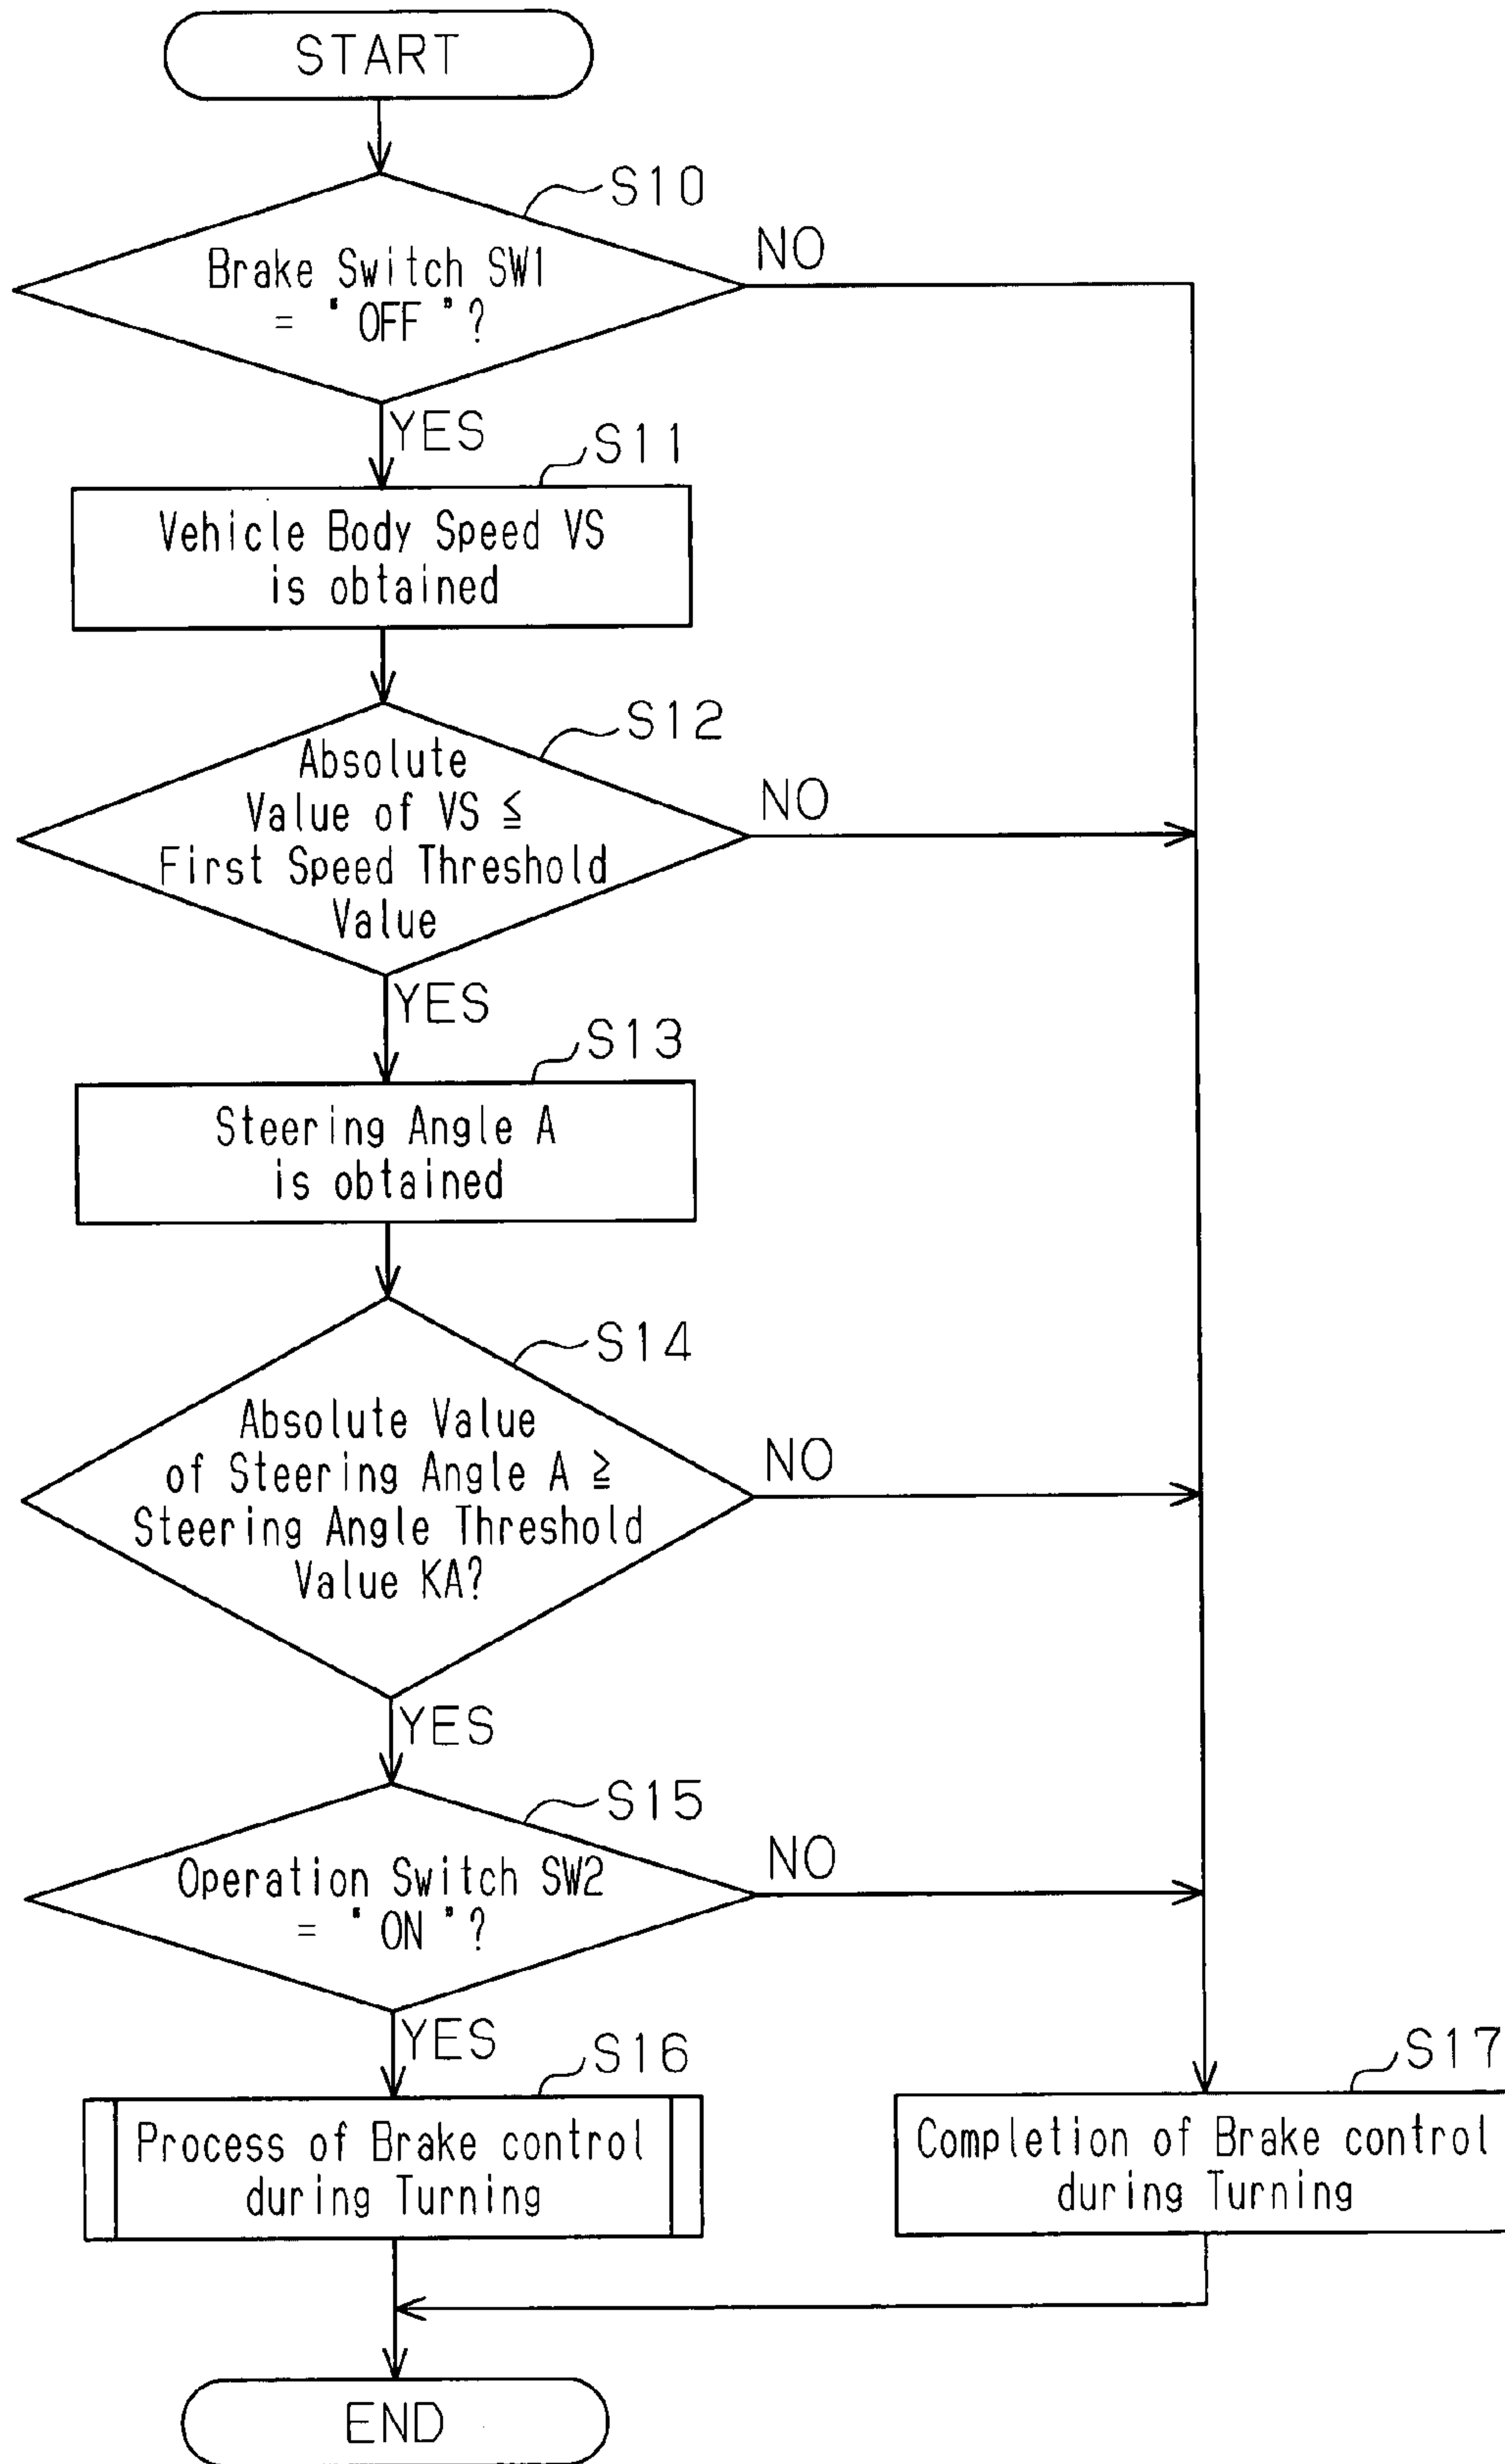 START
S10
Brake Switch SW1
= "OFF"?
NO
YES
S11
Vehicle Body Speed VS
is obtained
S12
Absolute
Value of VS ≦
First Speed Threshold
Value
NO
YES
S13
Steering Angle A
is obtained
S14
Absolute Value
of Steering Angle A ≧
Steering Angle Threshold
Value KA?
NO
YES
S15
Operation Switch SW2
= "ON"?
NO
YES
S16
Process of Brake control
during Turning
S17
Completion of Brake control
during Turning
END